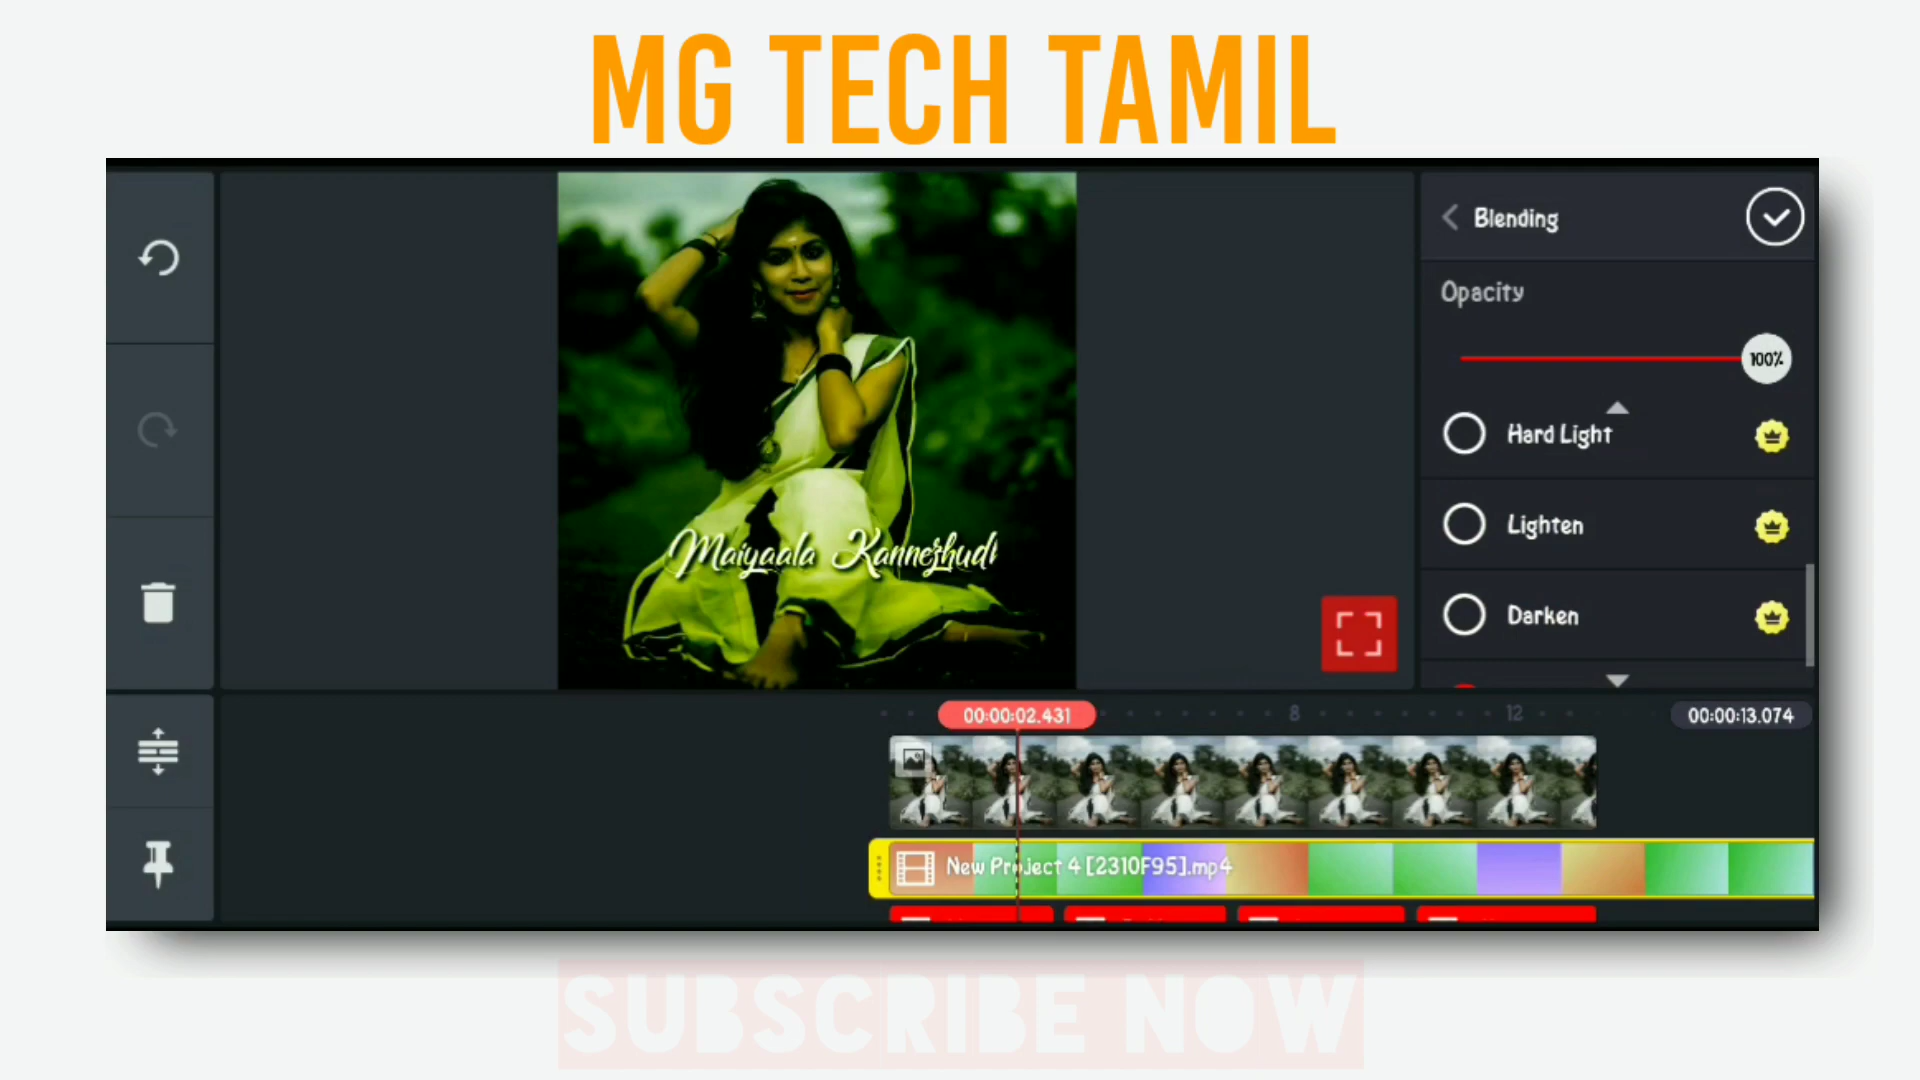 MG TECH TAMIL
Blending
Opacity
100%
Hard Light
Lighten
Darken
Maiyaala Kannezhudi
00:00:02.431
8
12
00:00:13.074
New Project 4 [2310F95].mp4
SUBSCRIBE NOW